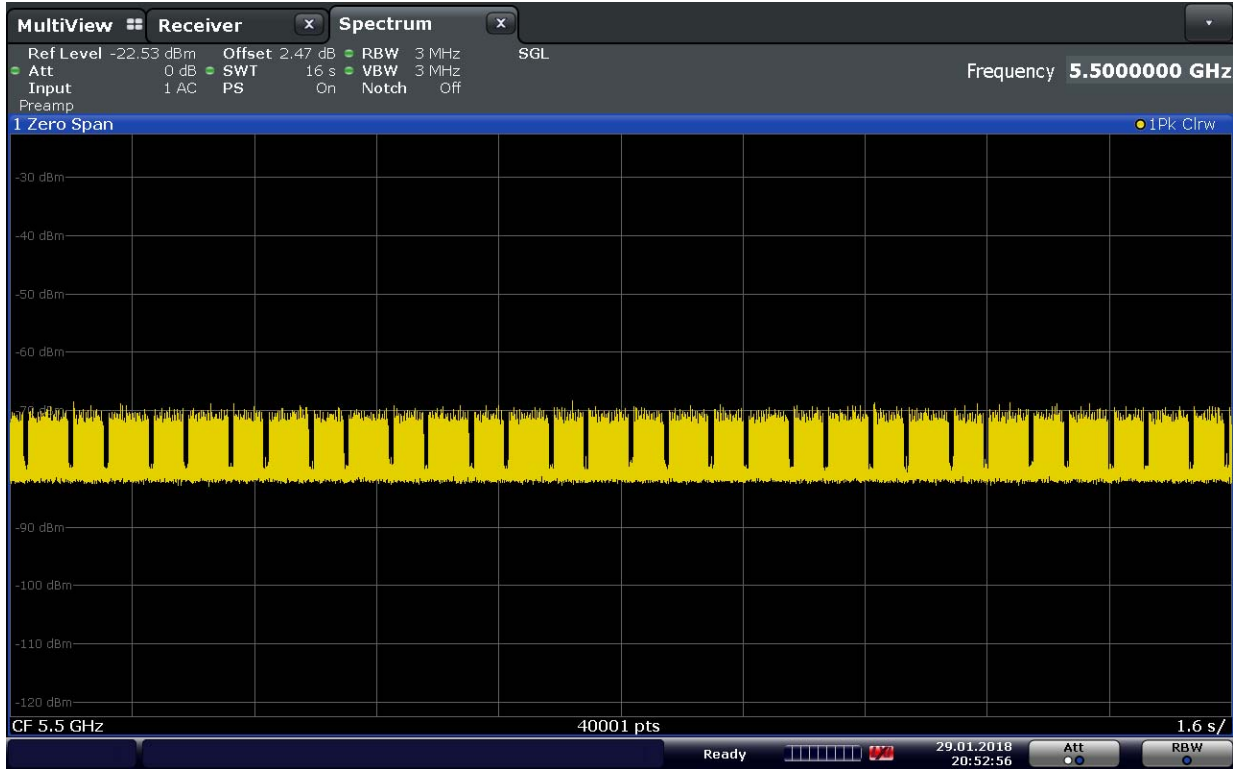 MultiView Receiver X Spectrum X
Ref Level -22.53 dBm Offset 2.47 dB RBW 3 MHz SGL
Att 0 dB SWT 16 s VBW 3 MHz Frequency 5.5000000 GHz
Input 1 AC PS On Notch Off
Preamp
1 Zero Span 1Pk Clrw
-30 dBm
-40 dBm
-50 dBm
-60 dBm
-70 dBm
-90 dBm
-100 dBm
-110 dBm
-120 dBm
CF 5.5 GHz 40001 pts 1.6 s/
Ready 29.01.2018 Att RBW
20:52:56